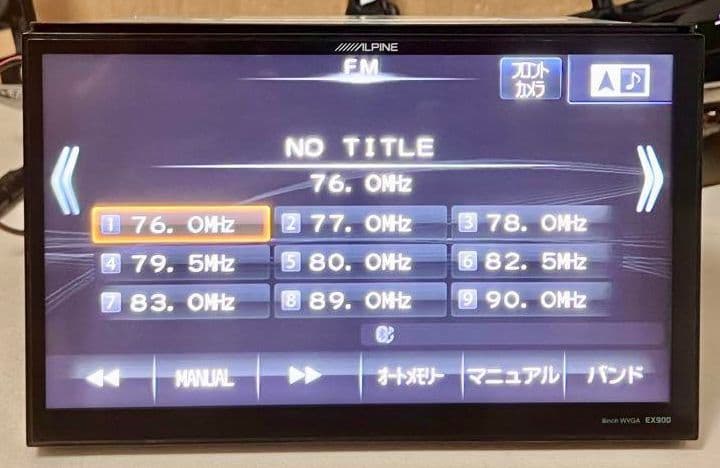 ALPINE
FM
フロント
カメラ
NO TITLE
76.0MHz
1 76.0MHz 2 77.0MHz 3 78.0MHz
4 79.5MHz 5 80.0MHz 6 82.5MHz
7 83.0MHz 8 89.0MHz 9 90.0MHz
MANUAL オートメモリー マニュアル バンド
8inch WVGA EX900